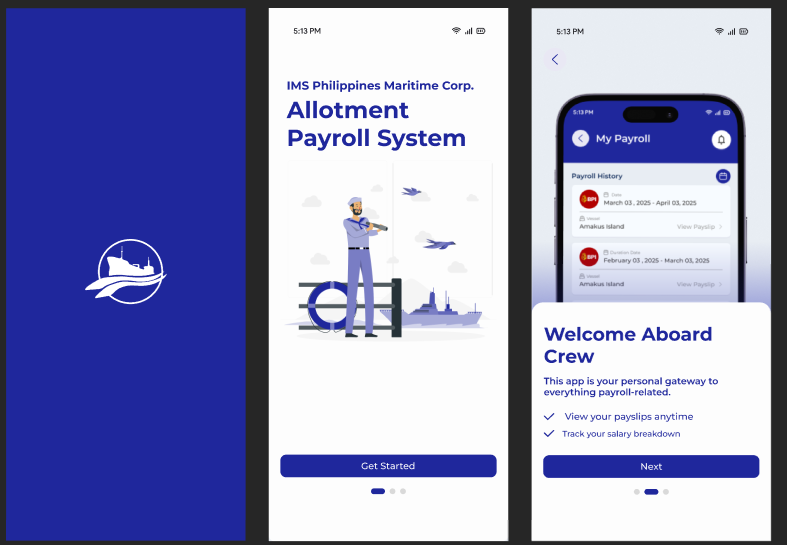 5:13 PM
IMS Philippines Maritime Corp.
Allotment
Payroll System
Get Started
5:13 PM
5:13 PM
My Payroll
Payroll History
BPI
Date
March 03 , 2025 - April 03, 2025
Vessel
Amakus Island
View Payslip
BPI
Duration Date
February 03 , 2025 - March 03, 2025
Vessel
Amakus Island
View Payslip
Welcome Aboard
Crew
This app is your personal gateway to
everything payroll-related.
View your payslips anytime
Track your salary breakdown
Next